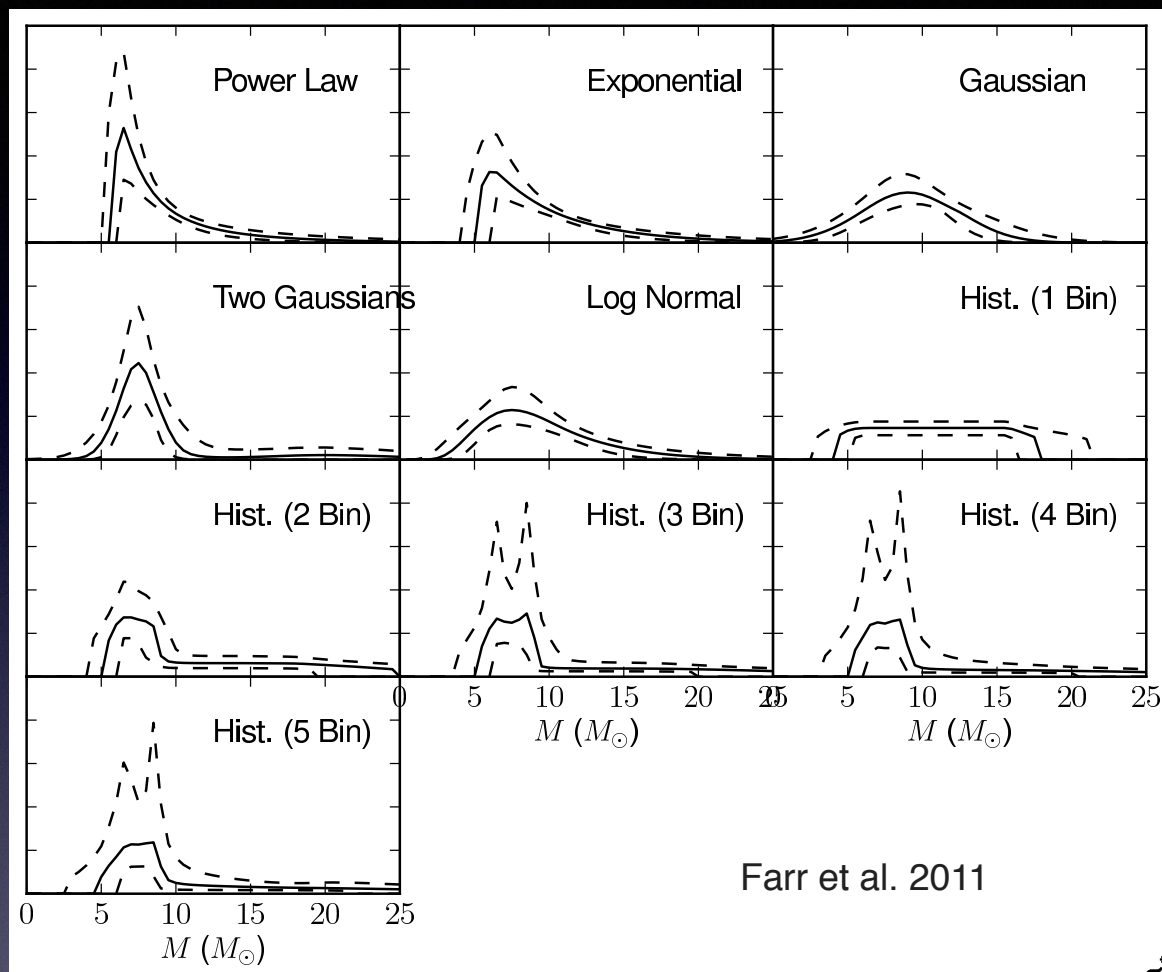 Power Law
Exponential
Gaussian
Two Gaussians
Log Normal
Hist. (1 Bin)
Hist. (2 Bin)
Hist. (3 Bin)
Hist. (4 Bin)
0 5 10 15 20 25
0 5 10 15 20 25
M (M⊙)
M (M⊙)
Hist. (5 Bin)
0 5 10 15 20 25
M (M⊙)
Farr et al. 2011